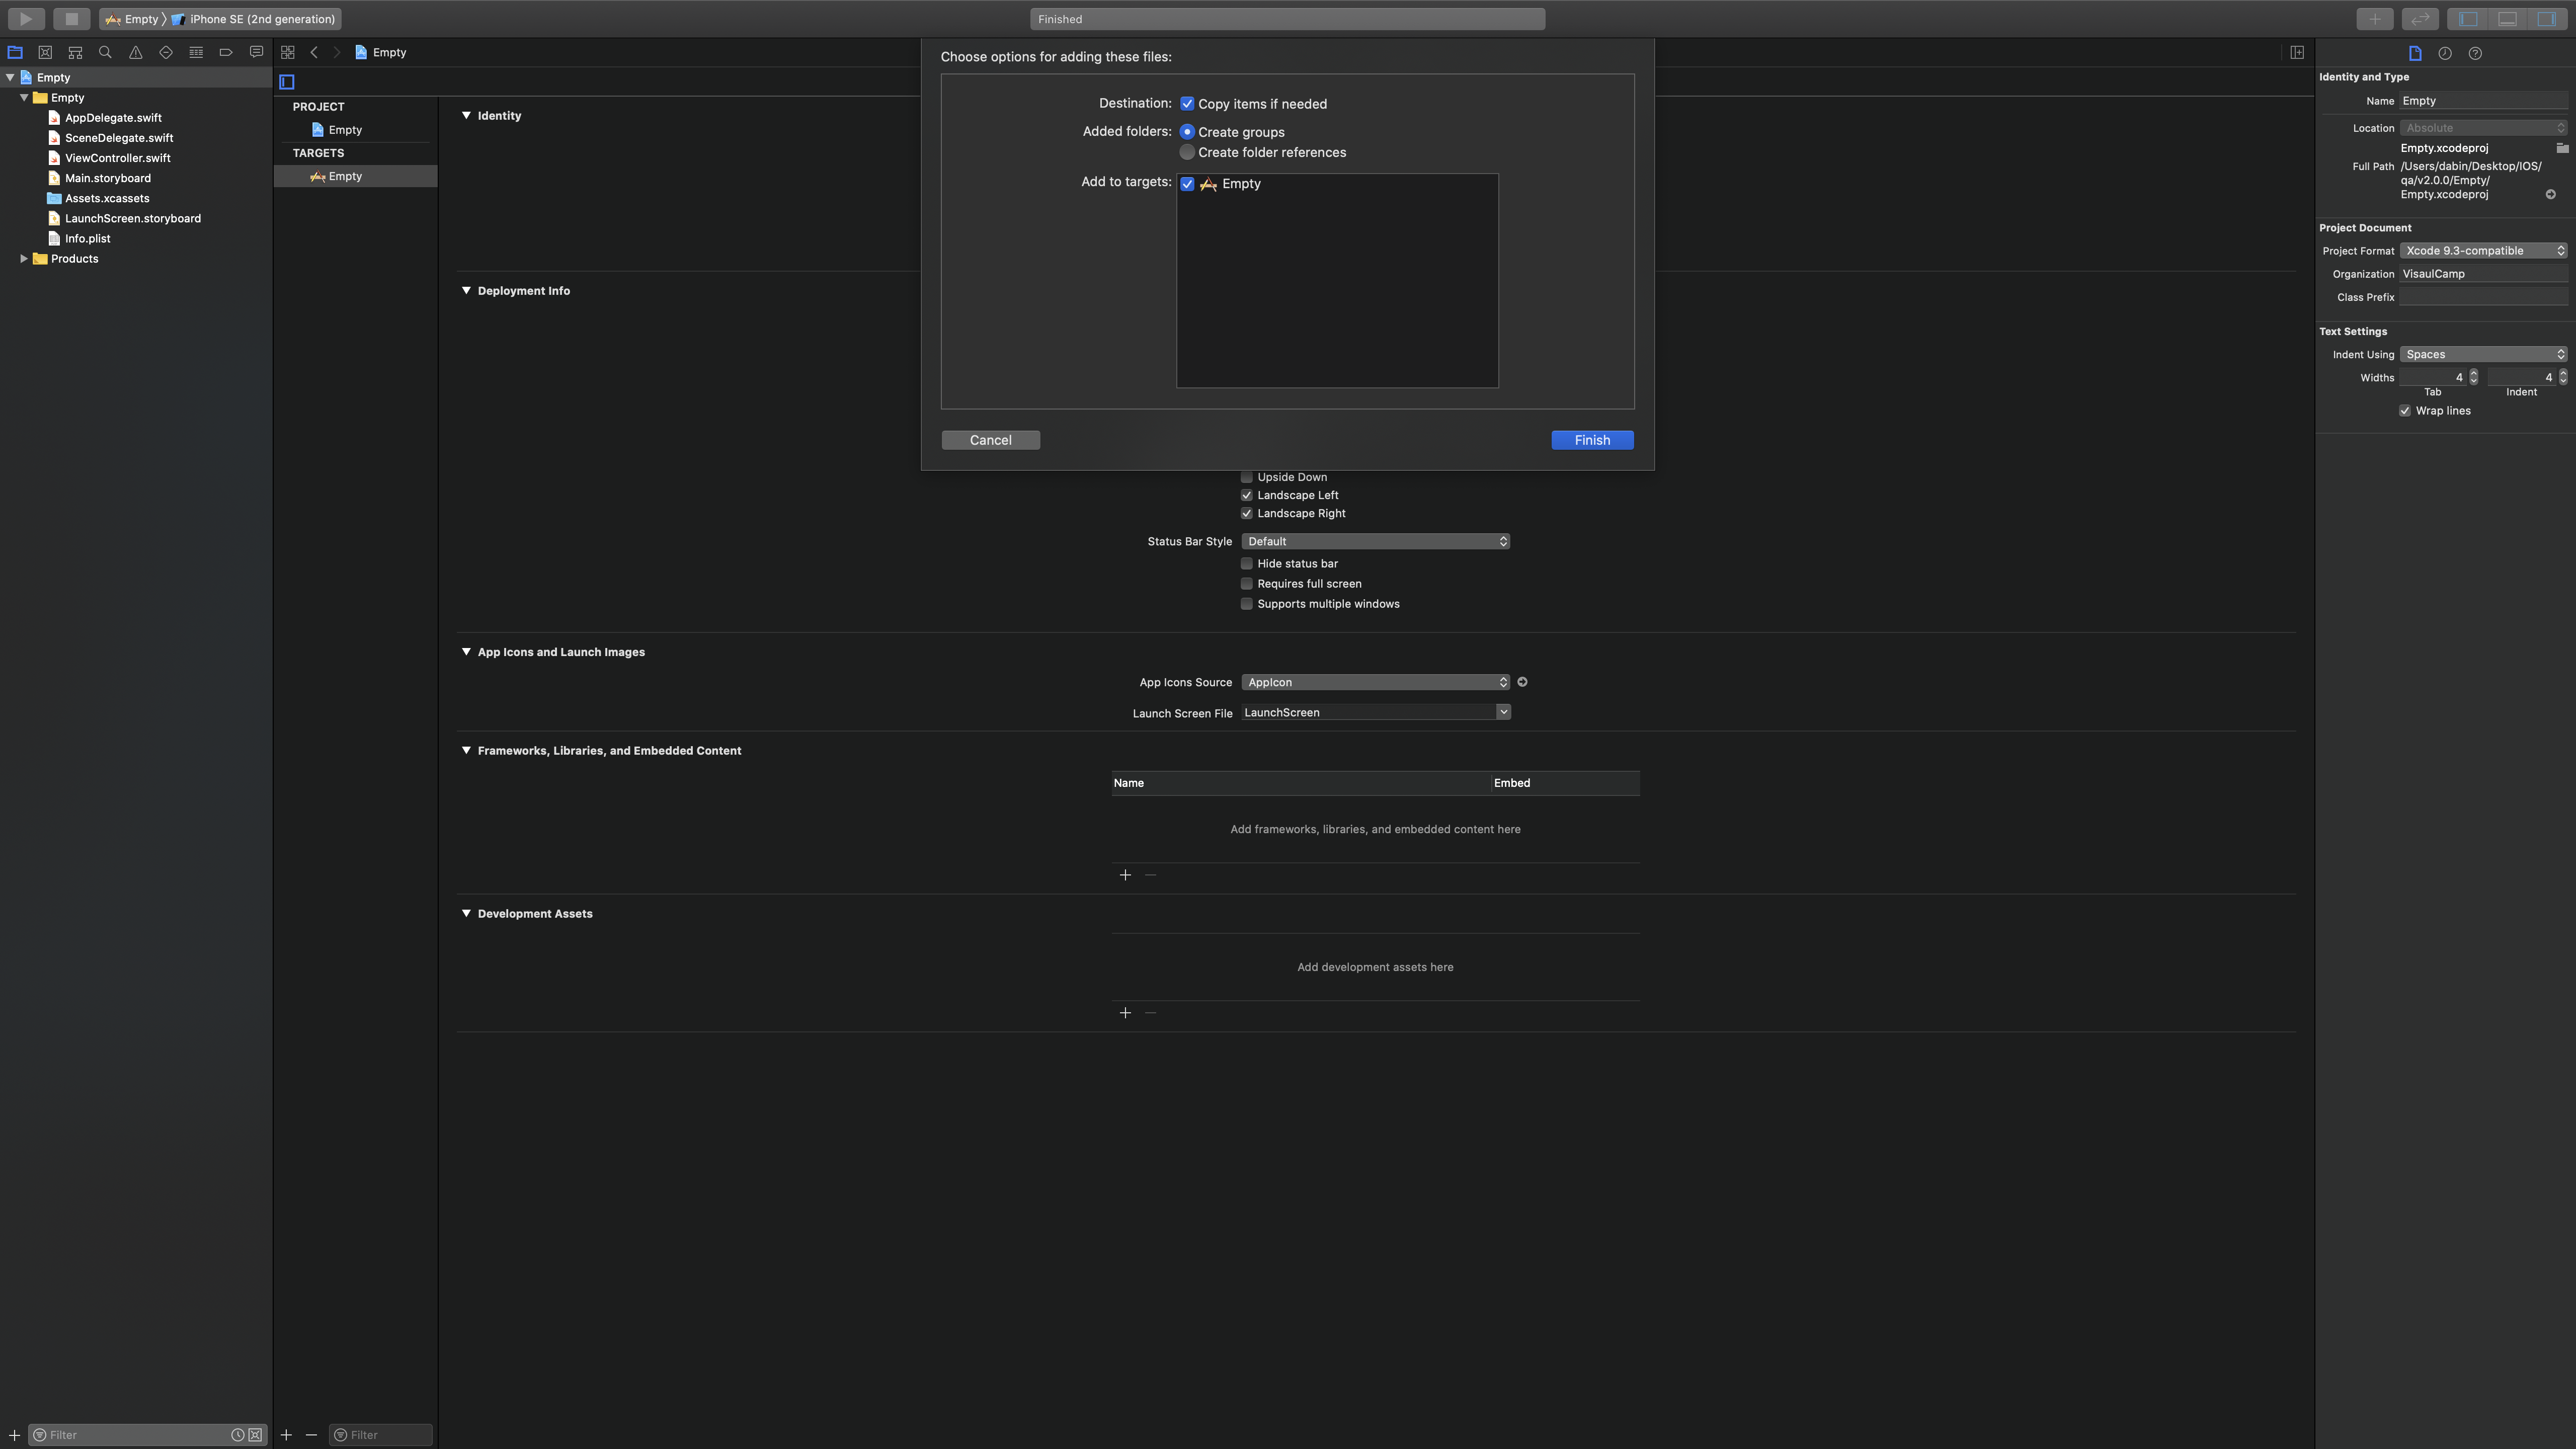 Empty
iPhone SE (2nd generation)
Finished
Empty
Empty
Empty
AppDelegate.swift
SceneDelegate.swift
ViewController.swift
Main.storyboard
Assets.xcassets
LaunchScreen.storyboard
Info.plist
Products
Filter
PROJECT
Empty
TARGETS
Empty
Filter
Choose options for adding these files:
Destination: Copy items if needed
Added folders: Create groups
Create folder references
Add to targets: Empty
Cancel
Finish
Identity
Deployment Info
Upside Down
Landscape Left
Landscape Right
Status Bar Style Default
Hide status bar
Requires full screen
Supports multiple windows
App Icons and Launch Images
App Icons Source AppIcon
Launch Screen File LaunchScreen
Frameworks, Libraries, and Embedded Content
Name Embed
Add frameworks, libraries, and embedded content here
Development Assets
Add development assets here
Identity and Type
Name Empty
Location Absolute
Empty.xcodeproj
Full Path /Users/dabin/Desktop/IOS/
qa/v2.0.0/Empty/
Empty.xcodeproj
Project Document
Project Format Xcode 9.3-compatible
Organization VisaulCamp
Class Prefix
Text Settings
Indent Using Spaces
Widths 4 4
Tab Indent
Wrap lines